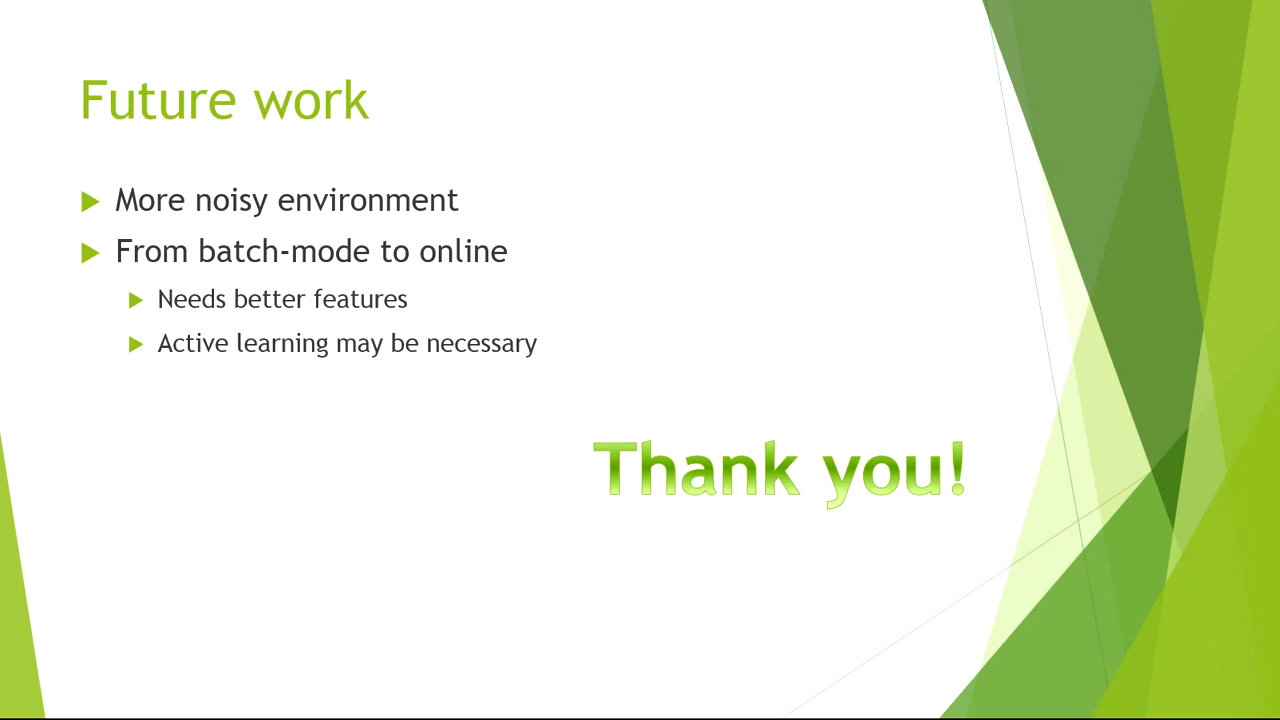 Future work
More noisy environment
From batch-mode to online
Needs better features
Active learning may be necessary
Thank you!